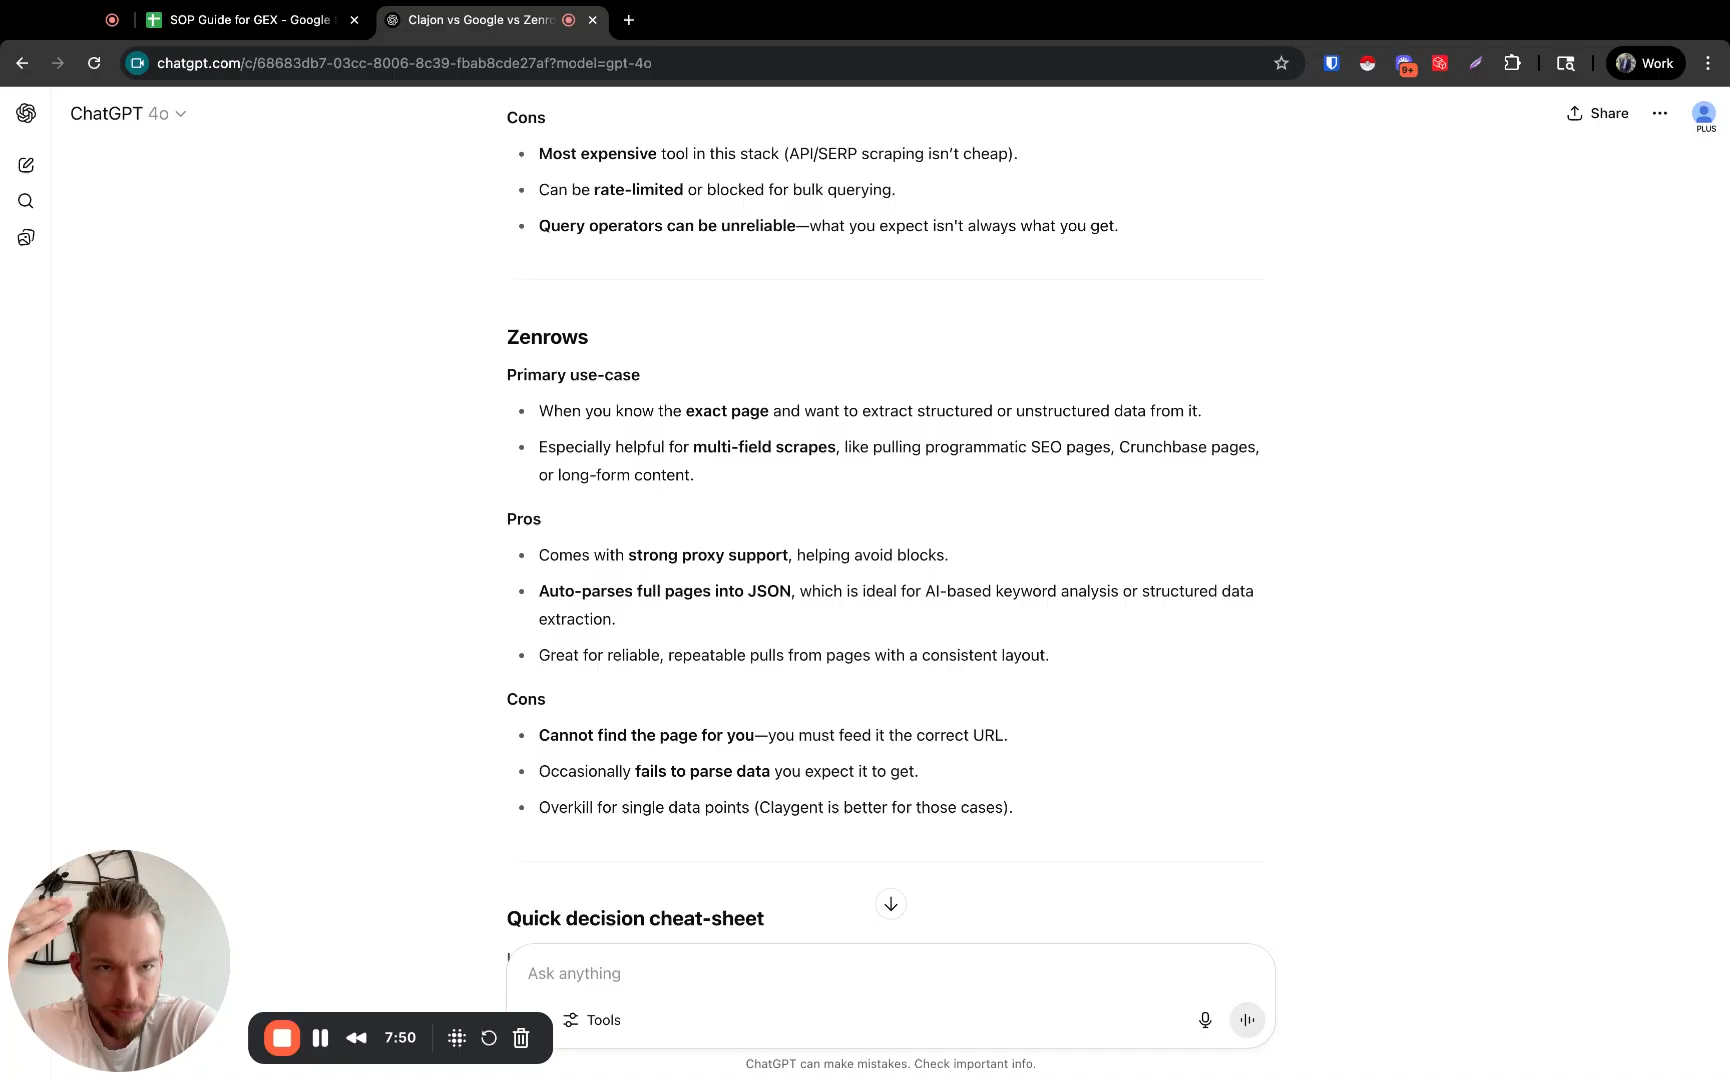 SOP Guide for GEX - Google
Clajon vs Google vs Zenro
chatgpt.com/c/68683db7-03cc-8006-8c39-fbab8cde27af?model=gpt-4o
9+
Work
ChatGPT 4o
Share
PLUS
Cons
Most expensive tool in this stack (API/SERP scraping isn’t cheap).
Can be rate-limited or blocked for bulk querying.
Query operators can be unreliable—what you expect isn't always what you get.
Zenrows
Primary use-case
When you know the exact page and want to extract structured or unstructured data from it.
Especially helpful for multi-field scrapes, like pulling programmatic SEO pages, Crunchbase pages,
or long-form content.
Pros
Comes with strong proxy support, helping avoid blocks.
Auto-parses full pages into JSON, which is ideal for AI-based keyword analysis or structured data
extraction.
Great for reliable, repeatable pulls from pages with a consistent layout.
Cons
Cannot find the page for you—you must feed it the correct URL.
Occasionally fails to parse data you expect it to get.
Overkill for single data points (Claygent is better for those cases).
Quick decision cheat-sheet
Ask anything
Tools
7:50
ChatGPT can make mistakes. Check important info.